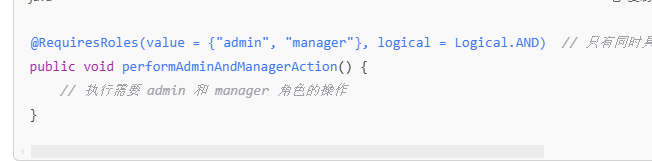 @RequiresRoles(value = {"admin", "manager"}, logical = Logical.AND)  // 只有同时具
public void performAdminAndManagerAction() {
    // 执行需要 admin 和 manager 角色的操作
}